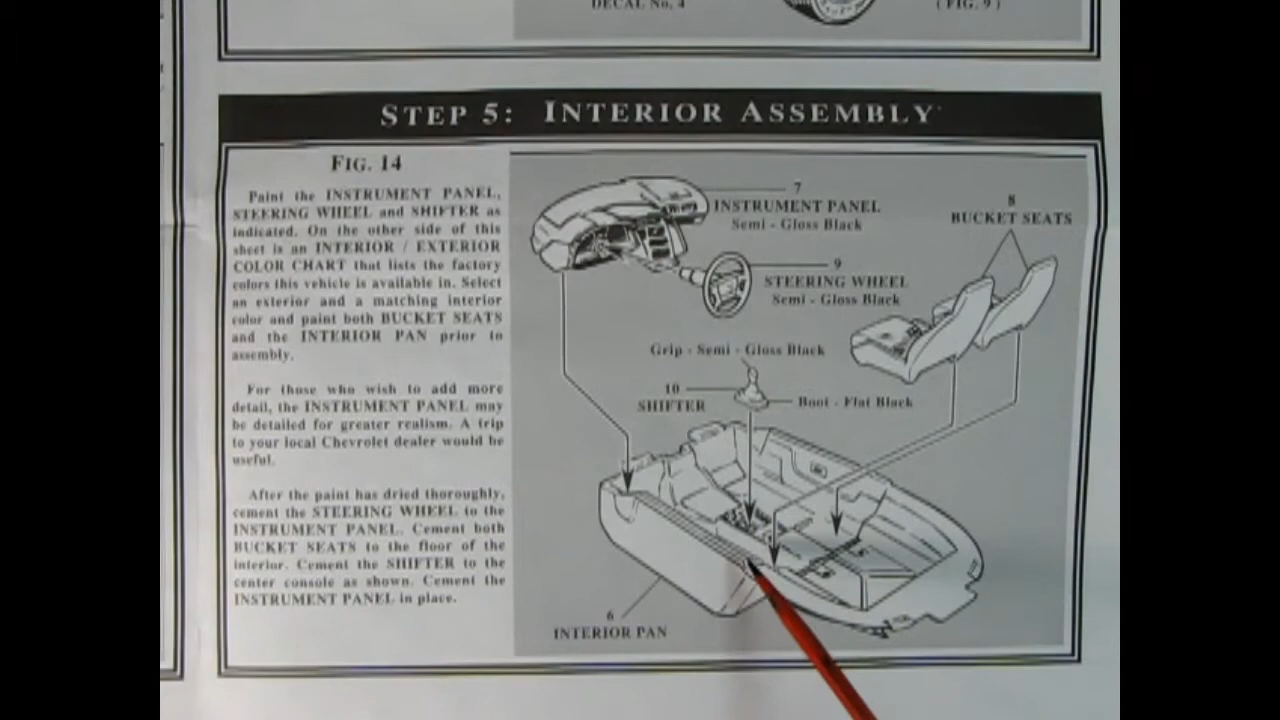 DECAL No. 4
( FIG. 9 )
STEP 5: INTERIOR ASSEMBLY
FIG. 14
Paint the INSTRUMENT PANEL,
STEERING WHEEL and SHIFTER as
indicated. On the other side of this
sheet is an INTERIOR / EXTERIOR
COLOR CHART that lists the factory
colors this vehicle is available in. Select
an exterior and a matching interior
color and paint both BUCKET SEATS
and the INTERIOR PAN prior to
assembly.
For those who wish to add more
detail, the INSTRUMENT PANEL may
be detailed for greater realism. A trip
to your local Chevrolet dealer would be
useful.
After the paint has dried thoroughly,
cement the STEERING WHEEL to the
INSTRUMENT PANEL. Cement both
BUCKET SEATS to the floor of the
interior. Cement the SHIFTER to the
center console as shown. Cement the
INSTRUMENT PANEL in place.
7
INSTRUMENT PANEL
Semi - Gloss Black
8
BUCKET SEATS
9
STEERING WHEEL
Semi - Gloss Black
Grip - Semi - Gloss Black
10
SHIFTER
Boot - Flat Black
6
INTERIOR PAN